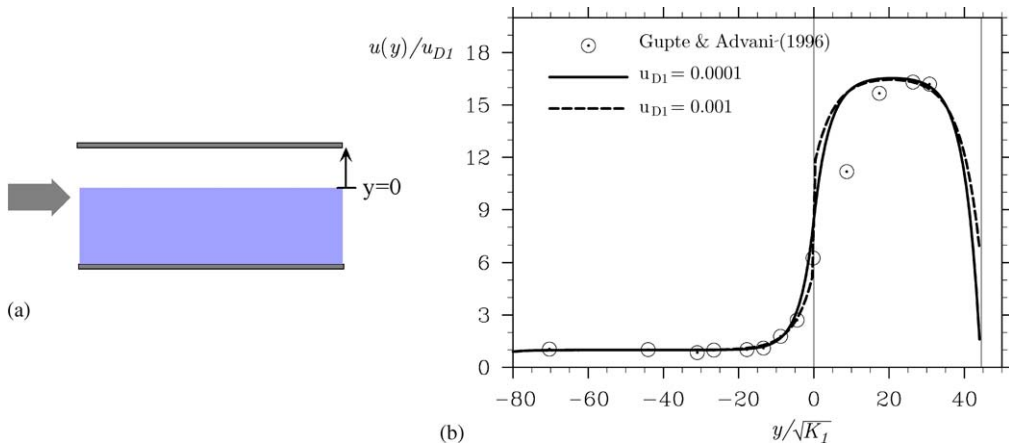 u(y)/u_{D1}
y=0
(a)
18
15
12
9
6
3
0
Gupte & Advani-(1996)
u_{D1} = 0.0001
u_{D1} = 0.001
−80 −60 −40 −20 0 20 40
y/√K_1
(b)